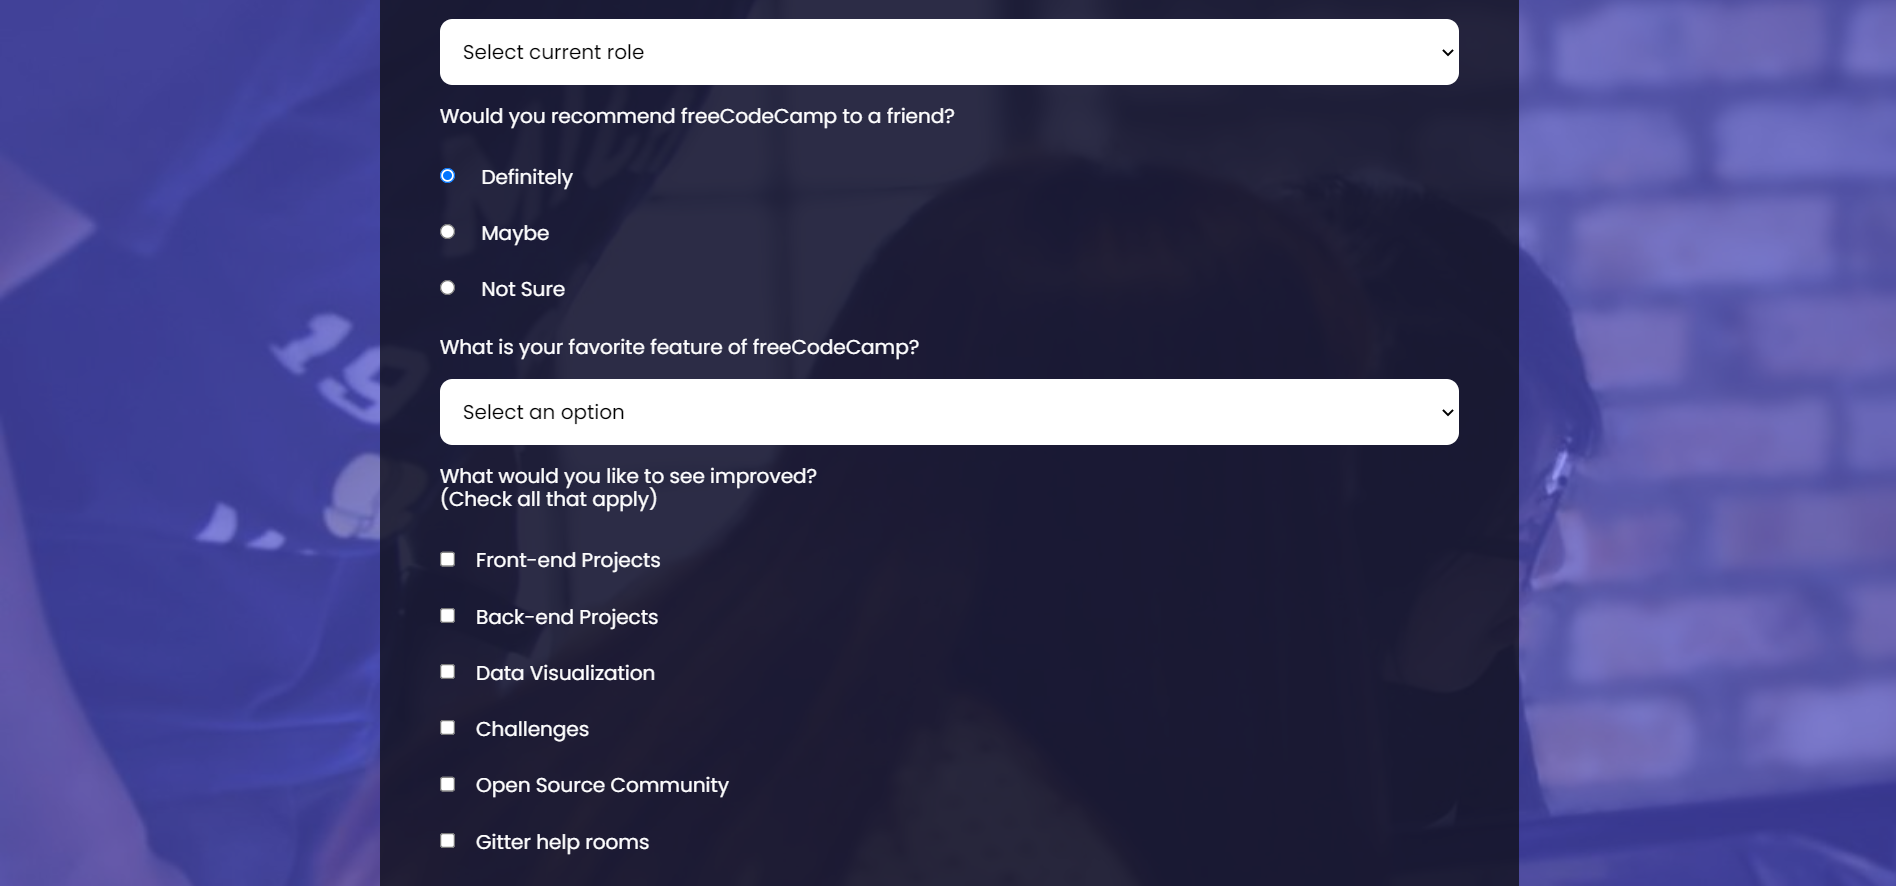 Select current role
Would you recommend freeCodeCamp to a friend?
Definitely
Maybe
Not Sure
What is your favorite feature of freeCodeCamp?
Select an option
What would you like to see improved?
(Check all that apply)
Front-end Projects
Back-end Projects
Data Visualization
Challenges
Open Source Community
Gitter help rooms